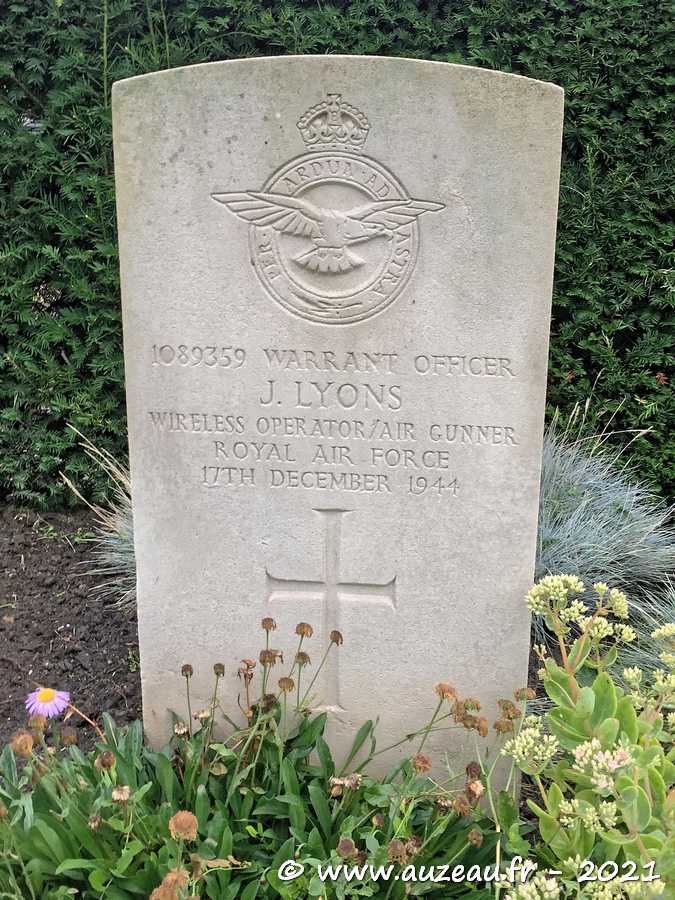 PER ARDUA AD ASTRA
1089359 WARRANT OFFICER
J. LYONS
WIRELESS OPERATOR/AIR GUNNER
ROYAL AIR FORCE
17TH DECEMBER 1944
© www.auzeau.fr - 2021